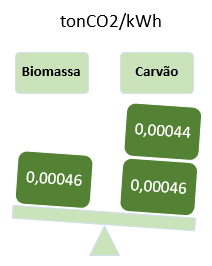 tonCO2/kWh
Biomassa Carvão
0,00044
0,00046 0,00046